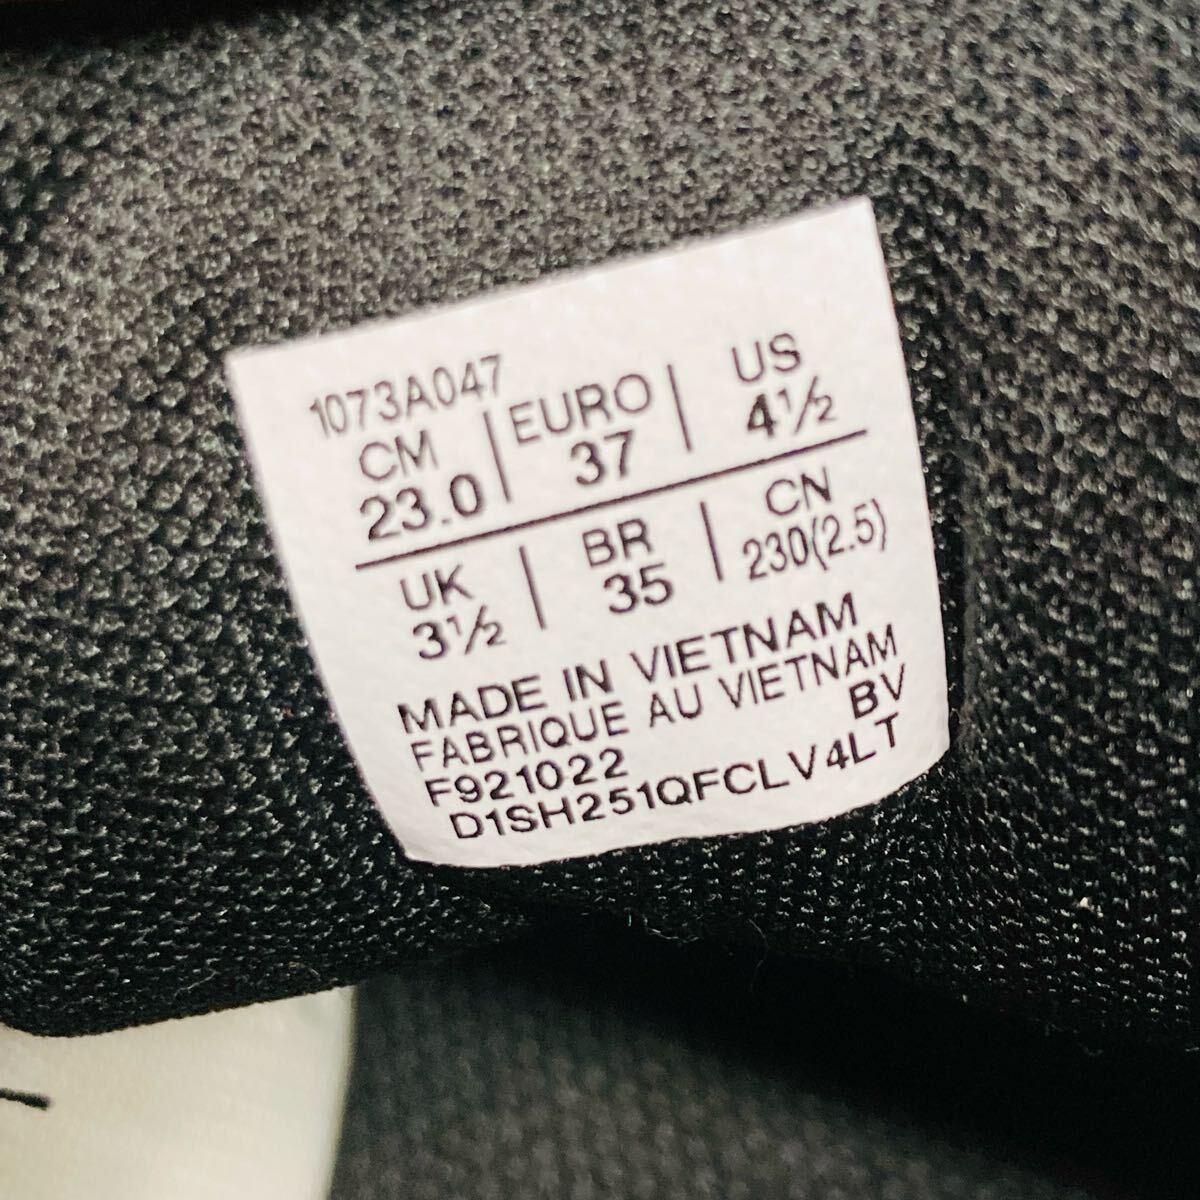 1073A047
CM | EURO | US
23.0 | 37 | 4½
UK | BR | CN
3½ | 35 | 230(2.5)
MADE IN VIETNAM
FABRIQUE AU VIETNAM
F921022 BV
D1SH251QFCLV4LT